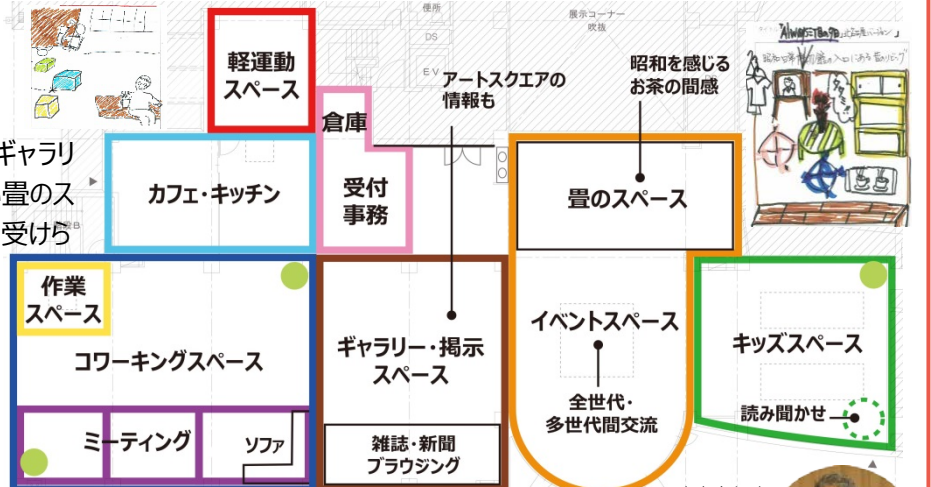 便所
DS
EV
展示コーナー
吹抜
軽運動
スペース
倉庫
アートスクエアの
情報も
昭和を感じる
お茶の間感
ギャラリ
畳のス
受けら
カフェ・キッチン
受付
事務
畳のスペース
作業
スペース
コワーキングスペース
ギャラリー・掲示
スペース
イベントスペース
キッズスペース
全世代・
多世代間交流
読み聞かせ
ミーティング
ソファ
雑誌・新聞
ブラウジング